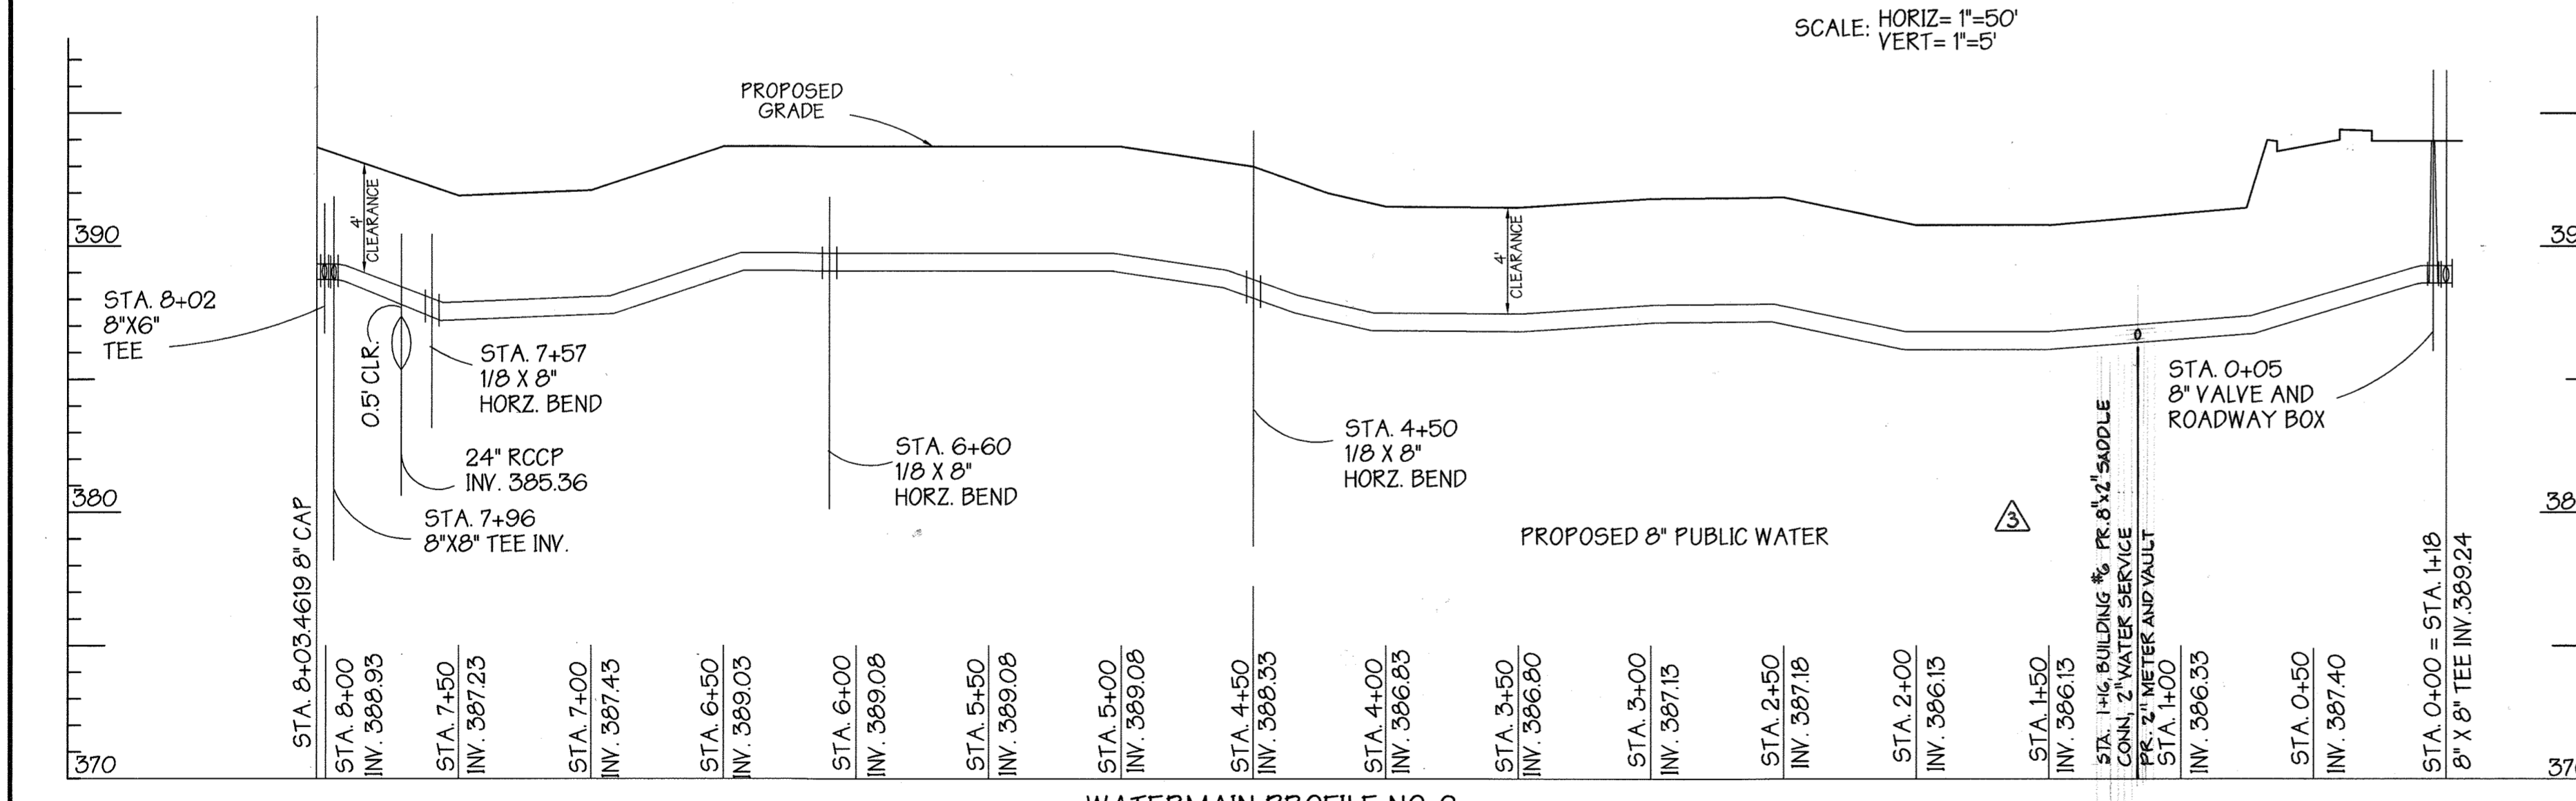 SCALE: HORIZ= 1"=50'
VERT= 1"=5'
PROPOSED
GRADE
390
380
370
4'
CLEARANCE
STA. 8+02
8"X6"
TEE
0.5' CLR.
STA. 7+57
1/8 X 8"
HORZ. BEND
24" RCCP
INV. 385.36
STA. 7+96
8"X8" TEE INV.
STA. 6+60
1/8 X 8"
HORZ. BEND
STA. 4+50
1/8 X 8"
HORZ. BEND
4'
CLEARANCE
PROPOSED 8" PUBLIC WATER
3
STA. 0+05
8" VALVE AND
ROADWAY BOX
STA. 8+03.4619 8" CAP
STA. 8+00
INV. 388.93
STA. 7+50
INV. 387.23
STA. 7+00
INV. 387.43
STA. 6+50
INV. 389.03
STA. 6+00
INV. 389.08
STA. 5+50
INV. 389.08
STA. 5+00
INV. 389.08
STA. 4+50
INV. 388.33
STA. 4+00
INV. 386.83
STA. 3+50
INV. 386.80
STA. 3+00
INV. 387.13
STA. 2+50
INV. 387.18
STA. 2+00
INV. 386.13
STA. 1+50
INV. 386.13
STA. 1+16, BUILDING #6 PR. 8"x2" SADDLE
CONN, 2" WATER SERVICE
PR. 2" METER AND VAULT
STA. 1+00
INV. 386.33
STA. 0+50
INV. 387.40
STA. 0+00 = STA. 1+18
8" X 8" TEE INV.389.24
39
38
37
WATERMAIN PROFILE NO.